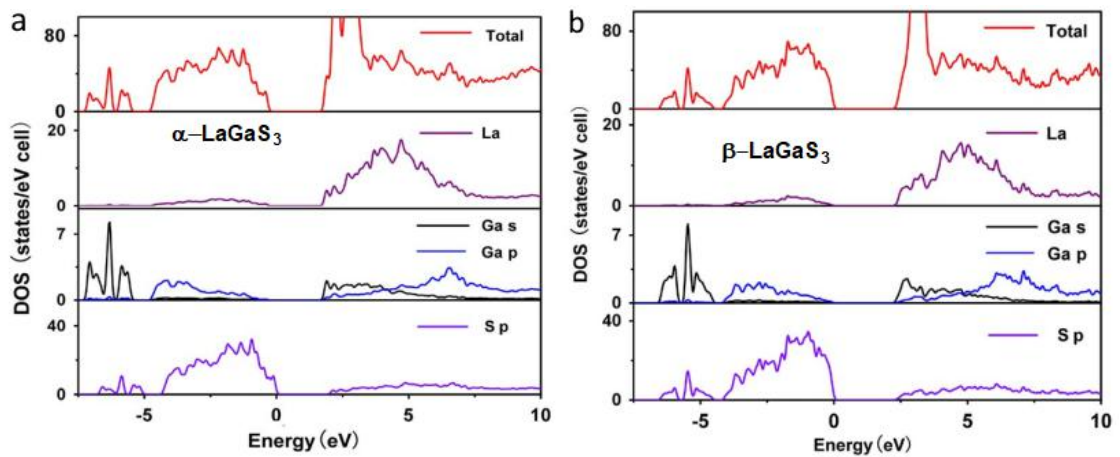 a
80
40
0
Total
α–LaGaS3
20
0
La
7
0
Ga s
Ga p
40
0
S p
DOS (states/eV cell)
-5
0
5
10
Energy (eV)
b
80
40
0
Total
β–LaGaS3
20
0
La
7
0
Ga s
Ga p
40
0
S p
DOS (states/eV cell)
-5
0
5
10
Energy (eV)